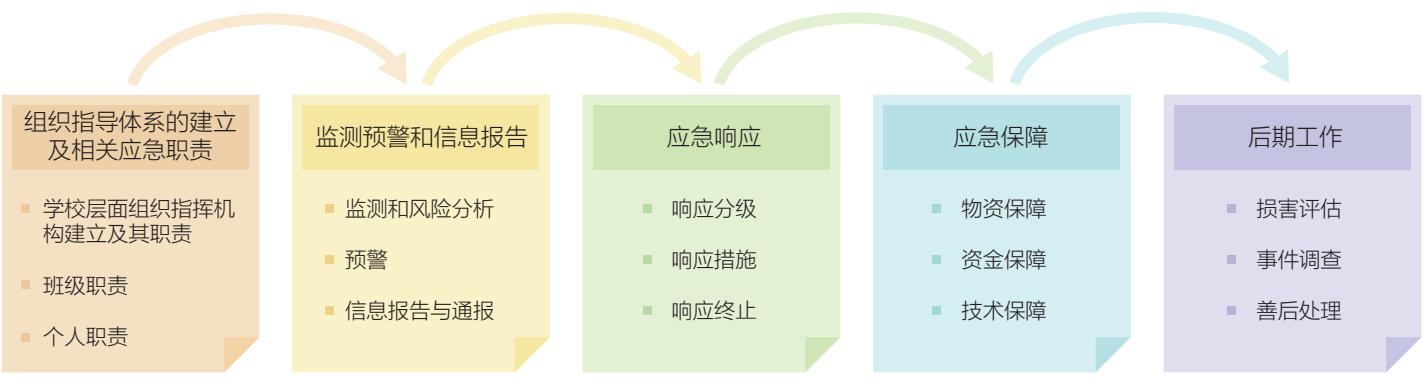 组织指导体系的建立
及相关应急职责
学校层面组织指挥机
构建立及其职责
班级职责
个人职责
监测预警和信息报告
监测和风险分析
预警
信息报告与通报
应急响应
响应分级
响应措施
响应终止
应急保障
物资保障
资金保障
技术保障
后期工作
损害评估
事件调查
善后处理